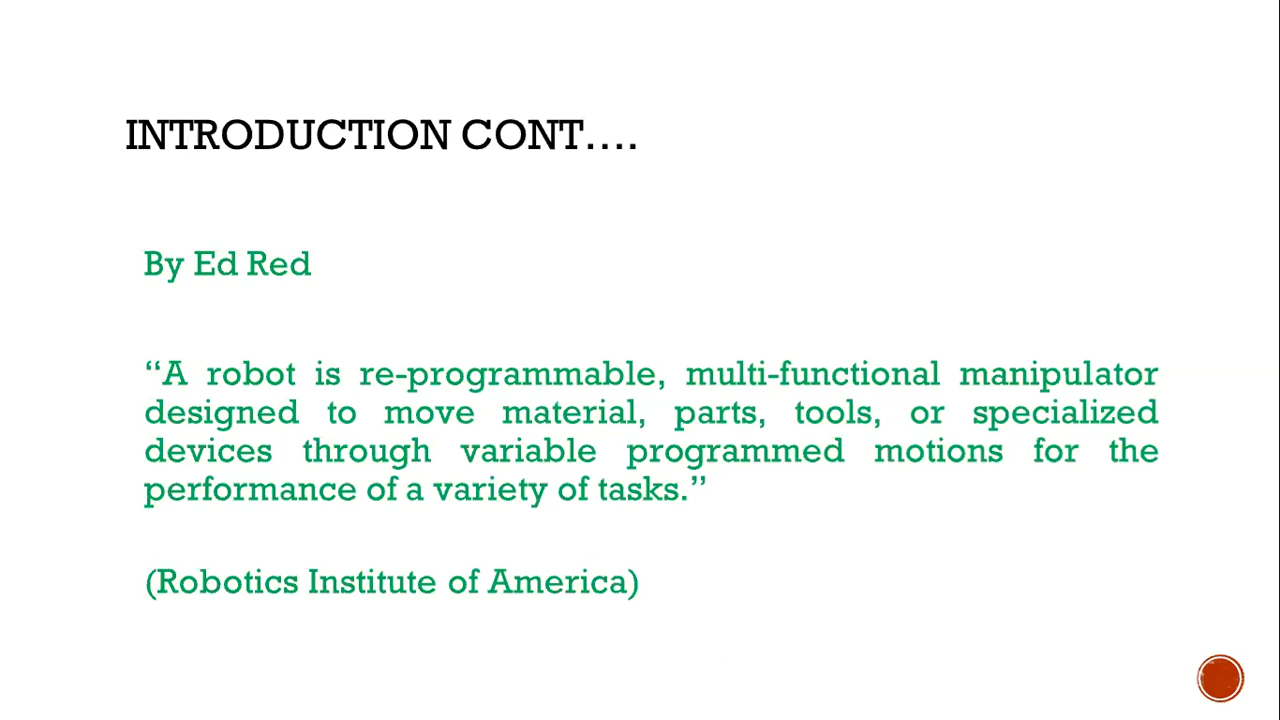 INTRODUCTION CONT....
By Ed Red
“A robot is re-programmable, multi-functional manipulator
designed to move material, parts, tools, or specialized
devices through variable programmed motions for the
performance of a variety of tasks.”
(Robotics Institute of America)